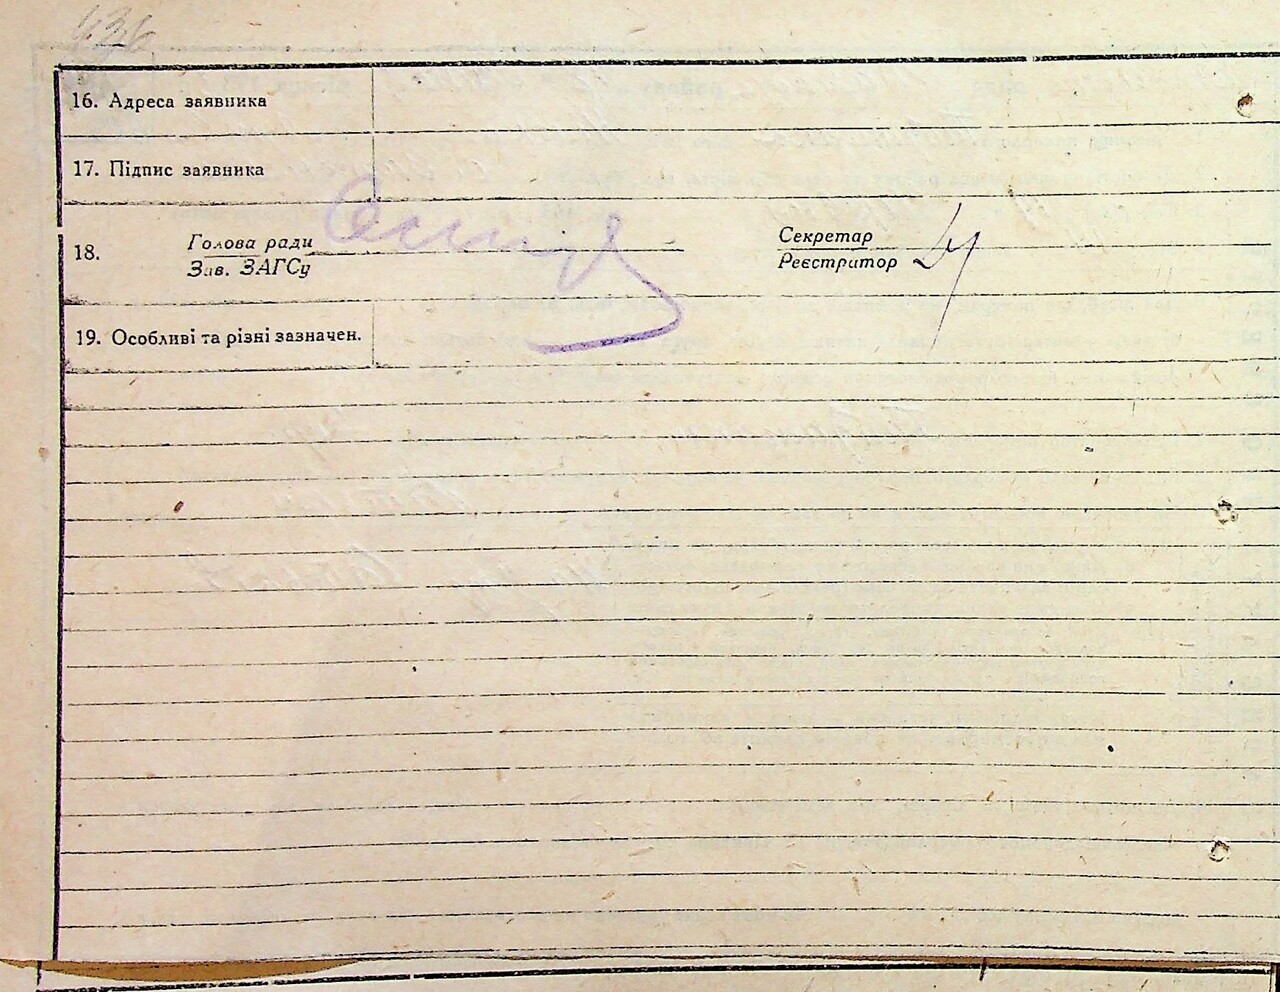 436
16. Адреса заявника
17. Підпис заявника
18. Голова ради
Зав. ЗАГСу
Секретар
Реєстратор
19. Особливі та різні зазначен.